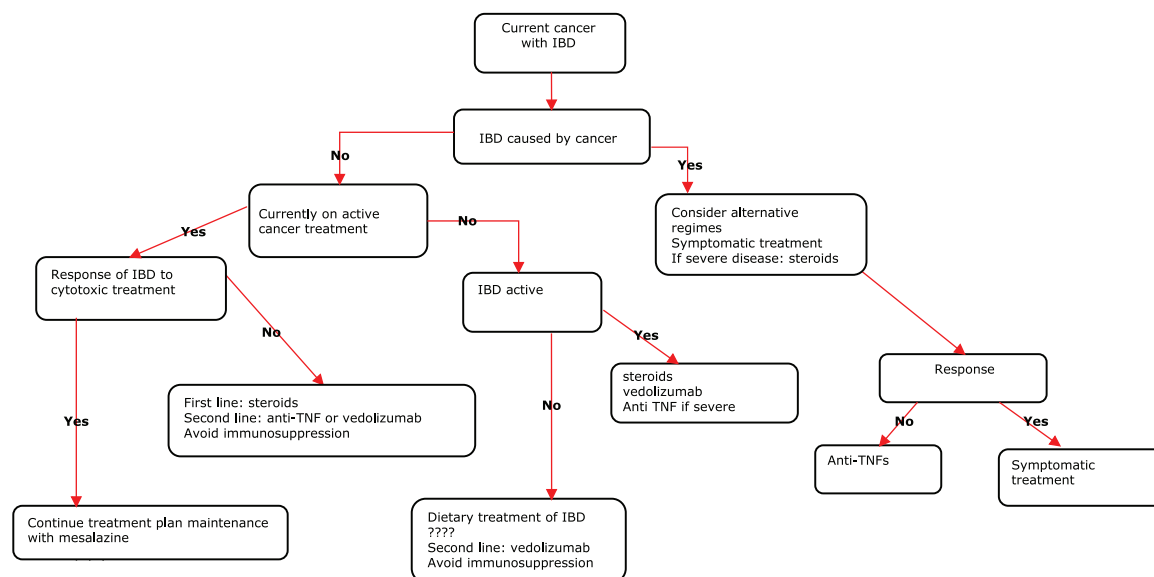 Current cancer
with IBD
IBD caused by cancer
No
Yes
Currently on active
cancer treatment
Consider alternative
regimes
Symptomatic treatment
If severe disease: steroids
Yes
No
Response of IBD to
cytotoxic treatment
IBD active
No
Yes
Response
First line: steroids
Second line: anti-TNF or vedolizumab
Avoid immunosuppression
steroids
vedolizumab
Anti TNF if severe
Yes
No
No
Yes
Anti-TNFs
Symptomatic
treatment
Continue treatment plan maintenance
with mesalazine
Dietary treatment of IBD
????
Second line: vedolizumab
Avoid immunosuppression